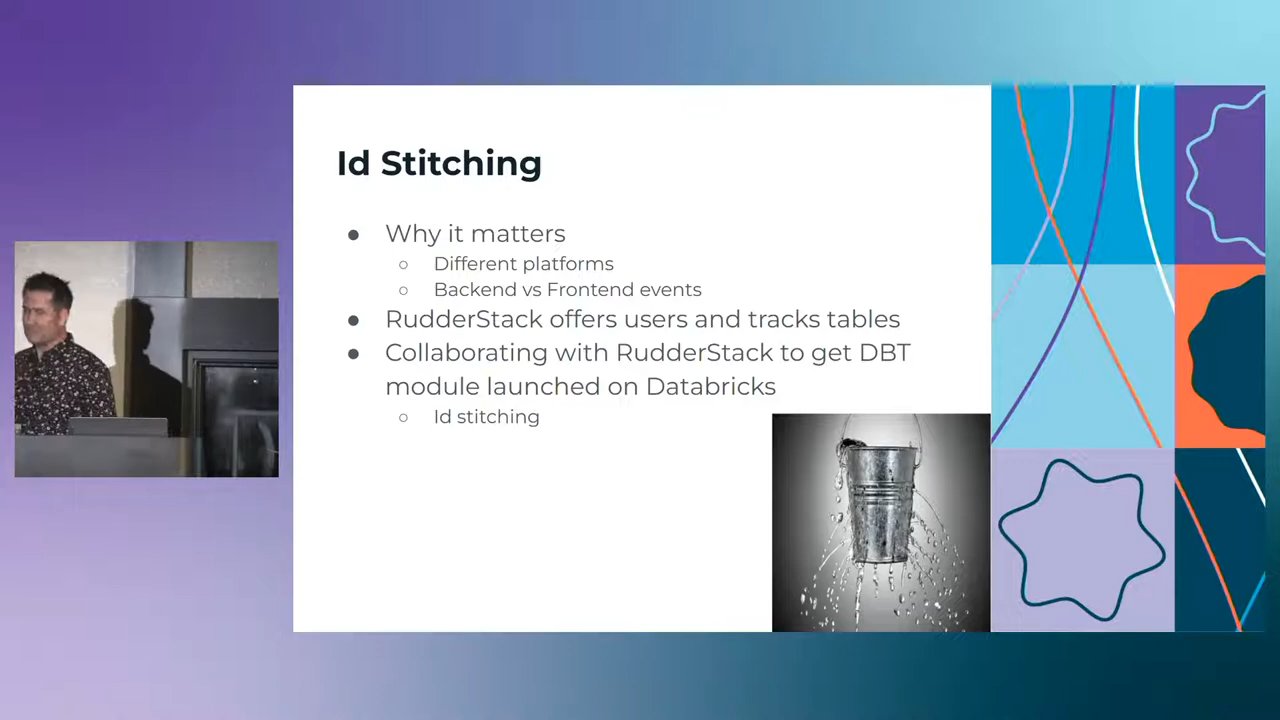 Id Stitching
● Why it matters
○ Different platforms
○ Backend vs Frontend events
● RudderStack offers users and tracks tables
● Collaborating with RudderStack to get DBT
module launched on Databricks
○ Id stitching